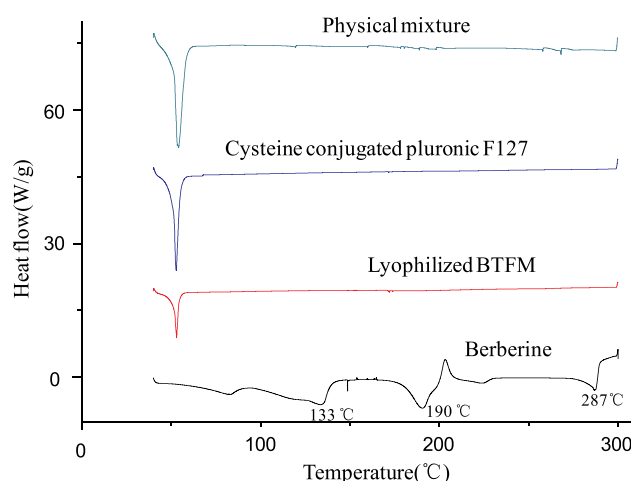 Physical mixture
60
Cysteine conjugated pluronic F127
30
Lyophilized BTFM
Berberine
0
133℃
190℃
287℃
0
100
200
300
Heat flow(W/g)
Temperature(℃)